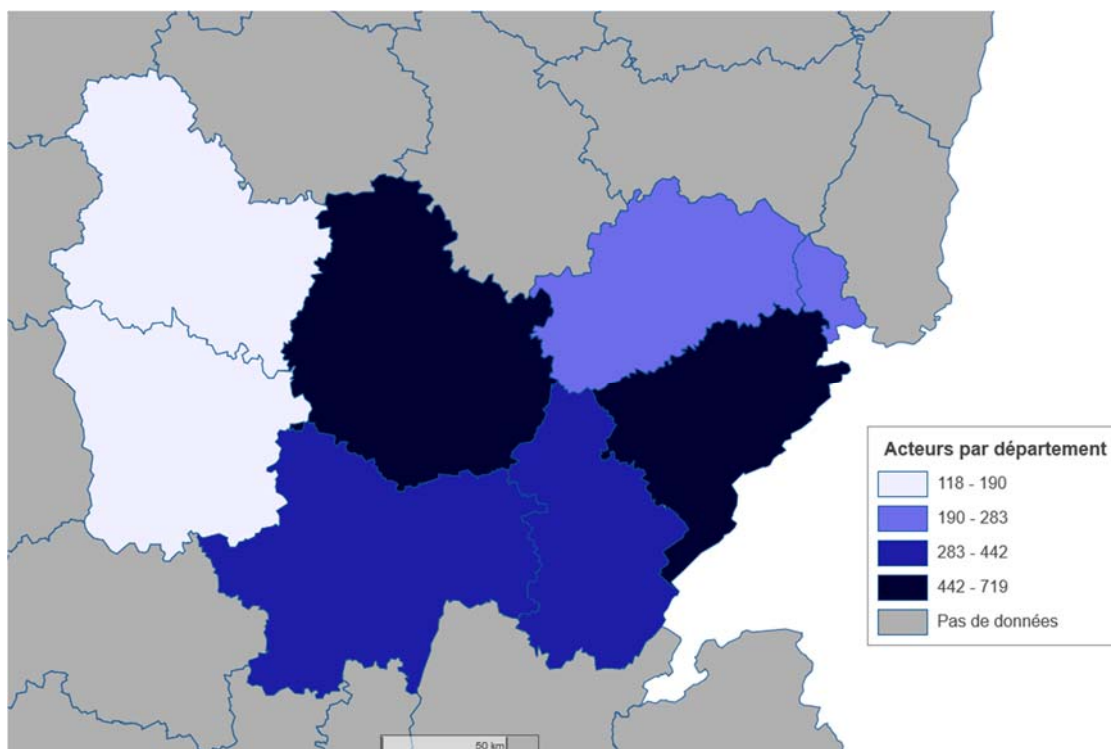 Acteurs par département
118 - 190
190 - 283
283 - 442
442 - 719
Pas de données
50 km